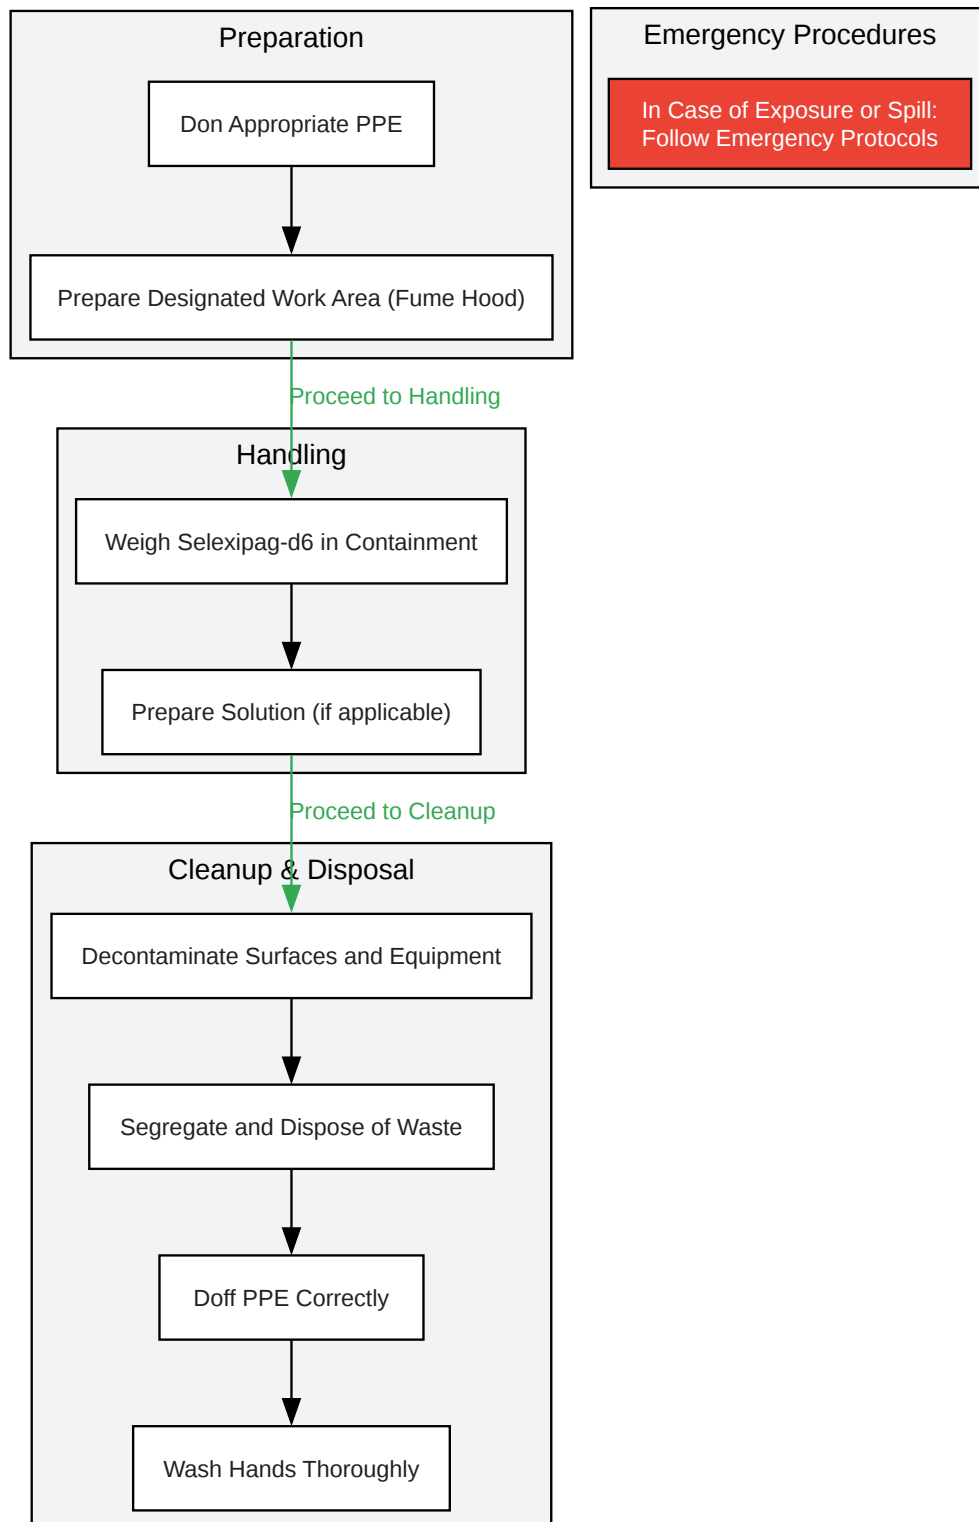 Preparation
Don Appropriate PPE
Prepare Designated Work Area (Fume Hood)
Proceed to Handling
Handling
Weigh Selexipag-d6 in Containment
Prepare Solution (if applicable)
Proceed to Cleanup
Cleanup & Disposal
Decontaminate Surfaces and Equipment
Segregate and Dispose of Waste
Doff PPE Correctly
Wash Hands Thoroughly
Emergency Procedures
In Case of Exposure or Spill:
Follow Emergency Protocols